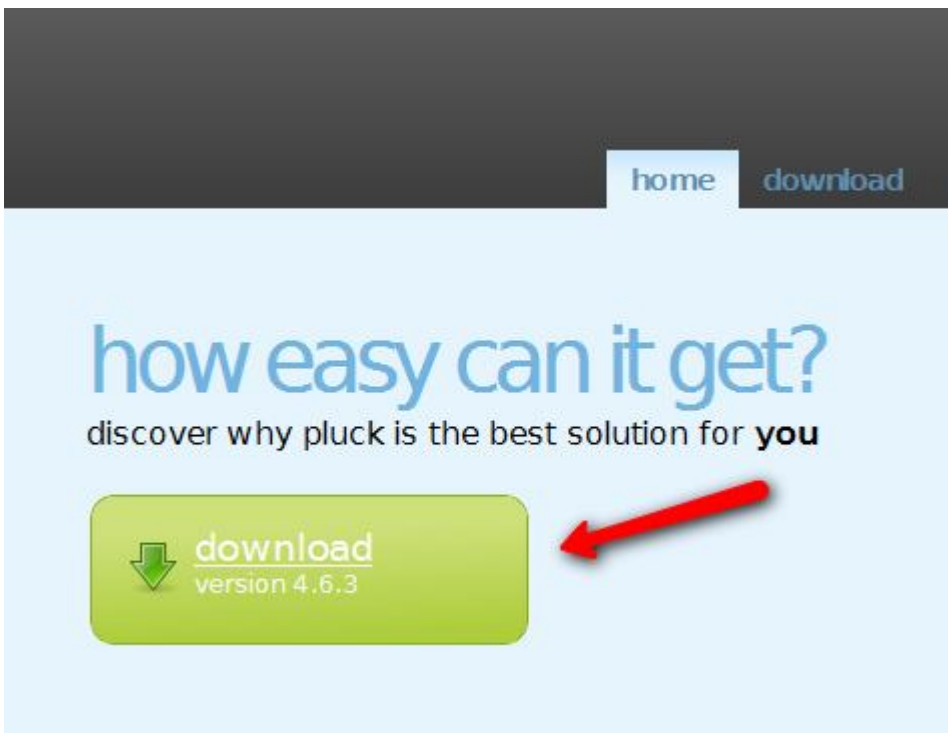 home download
how easy can it get?
discover why pluck is the best solution for you
download
version 4.6.3